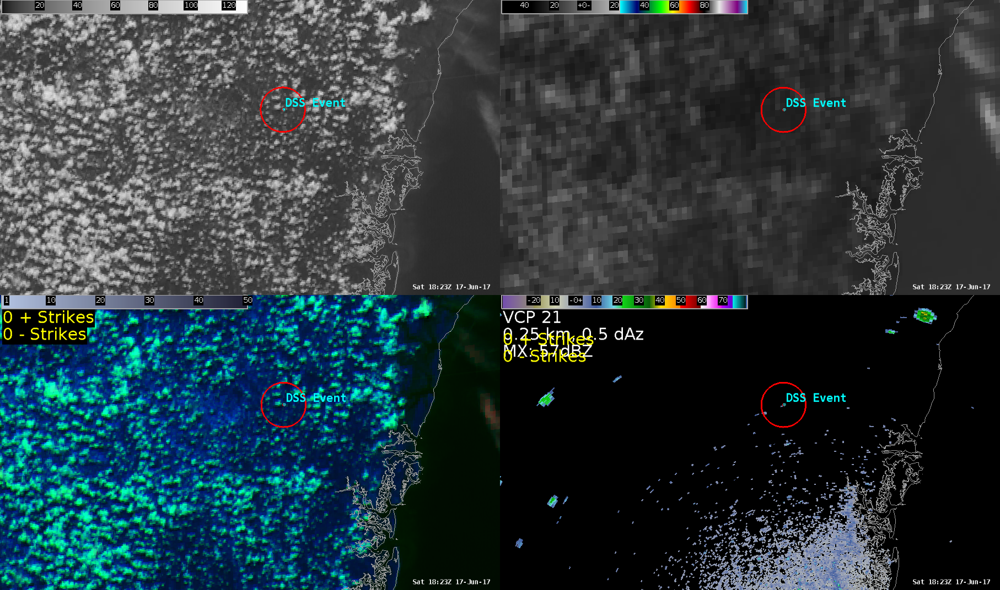 20 40 60 80 100 120
40 20 +0- 20 40 60 80
DSS Event
DSS Event
Sat 18:23Z 17-Jun-17
Sat 18:23Z 17-Jun-17
1 10 20 30 40 50
0 + Strikes
0 - Strikes
DSS Event
Sat 18:23Z 17-Jun-17
-20 10 -0+ 10 20 30 40 50 60 70
VCP 21
0.25 km, 0.5 dAz
0 + Strikes
MX: 57dBZ
0 - Strikes
DSS Event
Sat 18:23Z 17-Jun-17